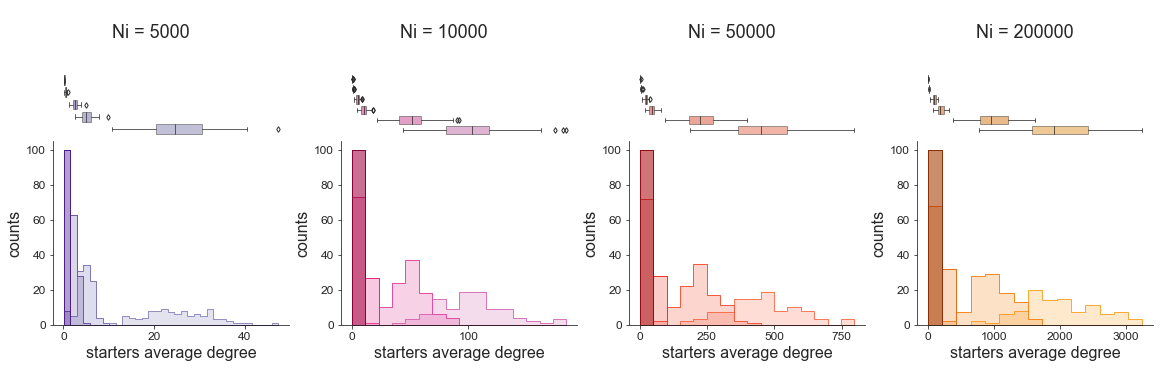 Ni = 5000 Ni = 10000 Ni = 50000 Ni = 200000
100 100 100 100
80 80 80 80
60 60 60 60
40 40 40 40
20 20 20 20
0 0 0 0
counts counts counts counts
0 20 40 0 100 0 250 500 750 0 1000 2000 3000
starters average degree starters average degree starters average degree starters average degree